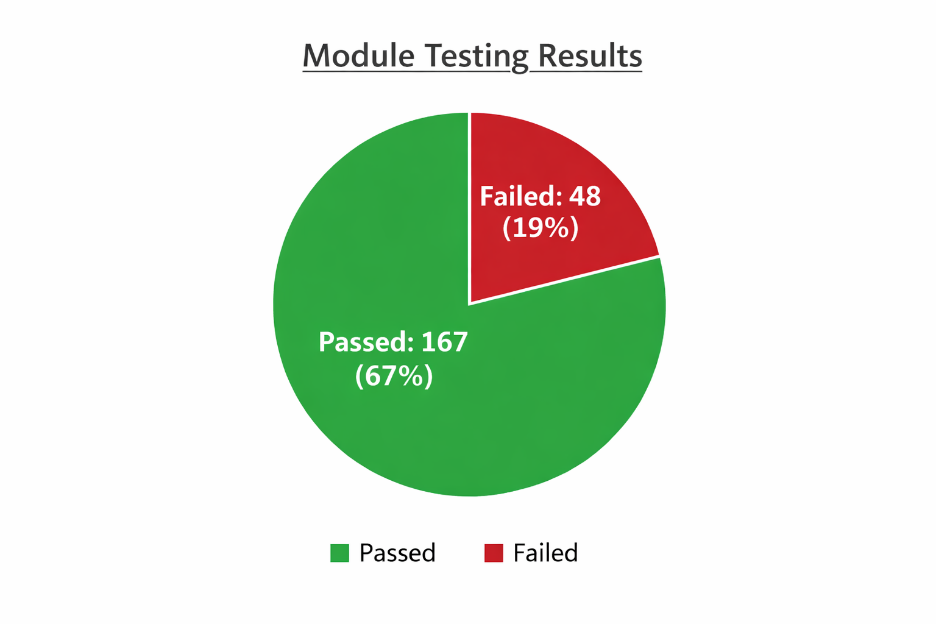 Module Testing Results
Failed: 48
(19%)
Passed: 167
(67%)
Passed
Failed